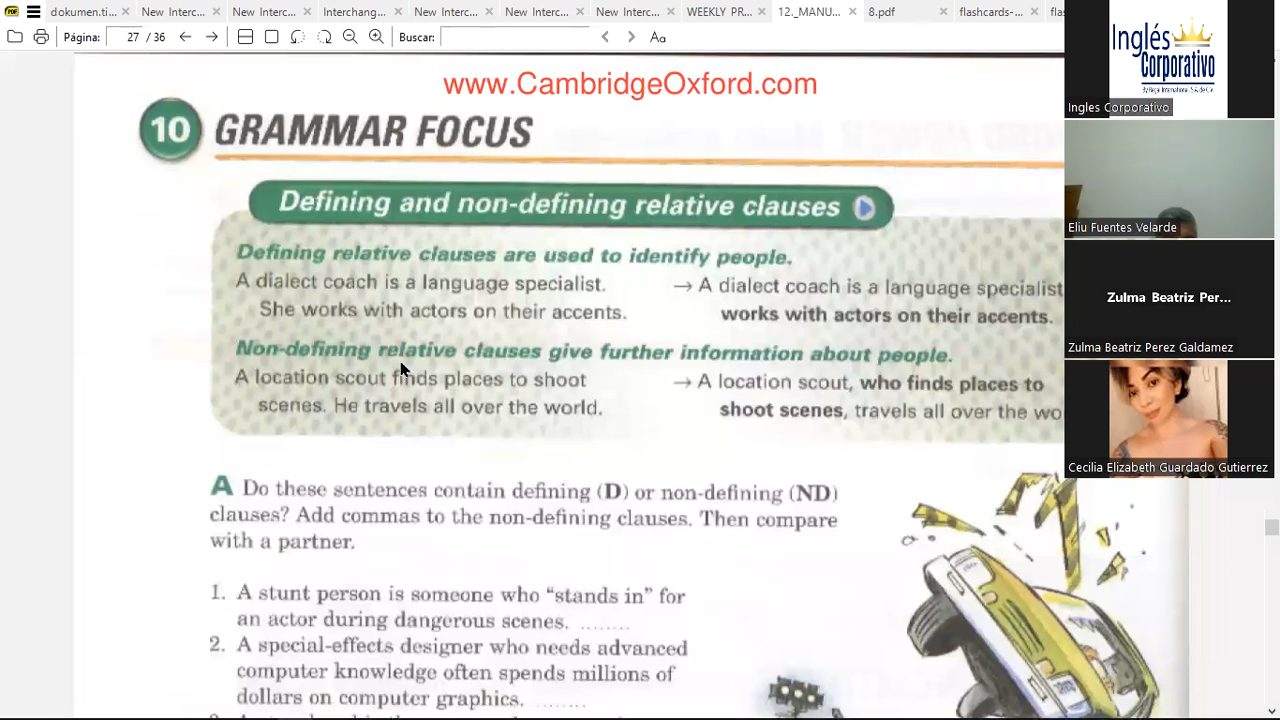 dokumen.ti...
New Interc...
New Interc...
Interchang...
New Interc...
New Interc...
New Interc...
WEEKLY PR...
12._MANU...
8.pdf
flashcards-...
Página: 27 / 36
Buscar:
Aa
www.CambridgeOxford.com
10 GRAMMAR FOCUS
Defining and non-defining relative clauses
Defining relative clauses are used to identify people.
A dialect coach is a language specialist. → A dialect coach is a language specialist
She works with actors on their accents. works with actors on their accents.
Non-defining relative clauses give further information about people.
A location scout finds places to shoot → A location scout, who finds places to
scenes. He travels all over the world. shoot scenes, travels all over the wo
A Do these sentences contain defining (D) or non-defining (ND)
clauses? Add commas to the non-defining clauses. Then compare
with a partner.
1. A stunt person is someone who “stands in” for
an actor during dangerous scenes. ........
2. A special-effects designer who needs advanced
computer knowledge often spends millions of
dollars on computer graphics. ........
Inglés
Corporativo
Ingles Corporativo
Eliu Fuentes Velarde
Zulma Beatriz Per...
Zulma Beatriz Perez Galdamez
Cecilia Elizabeth Guardado Gutierrez